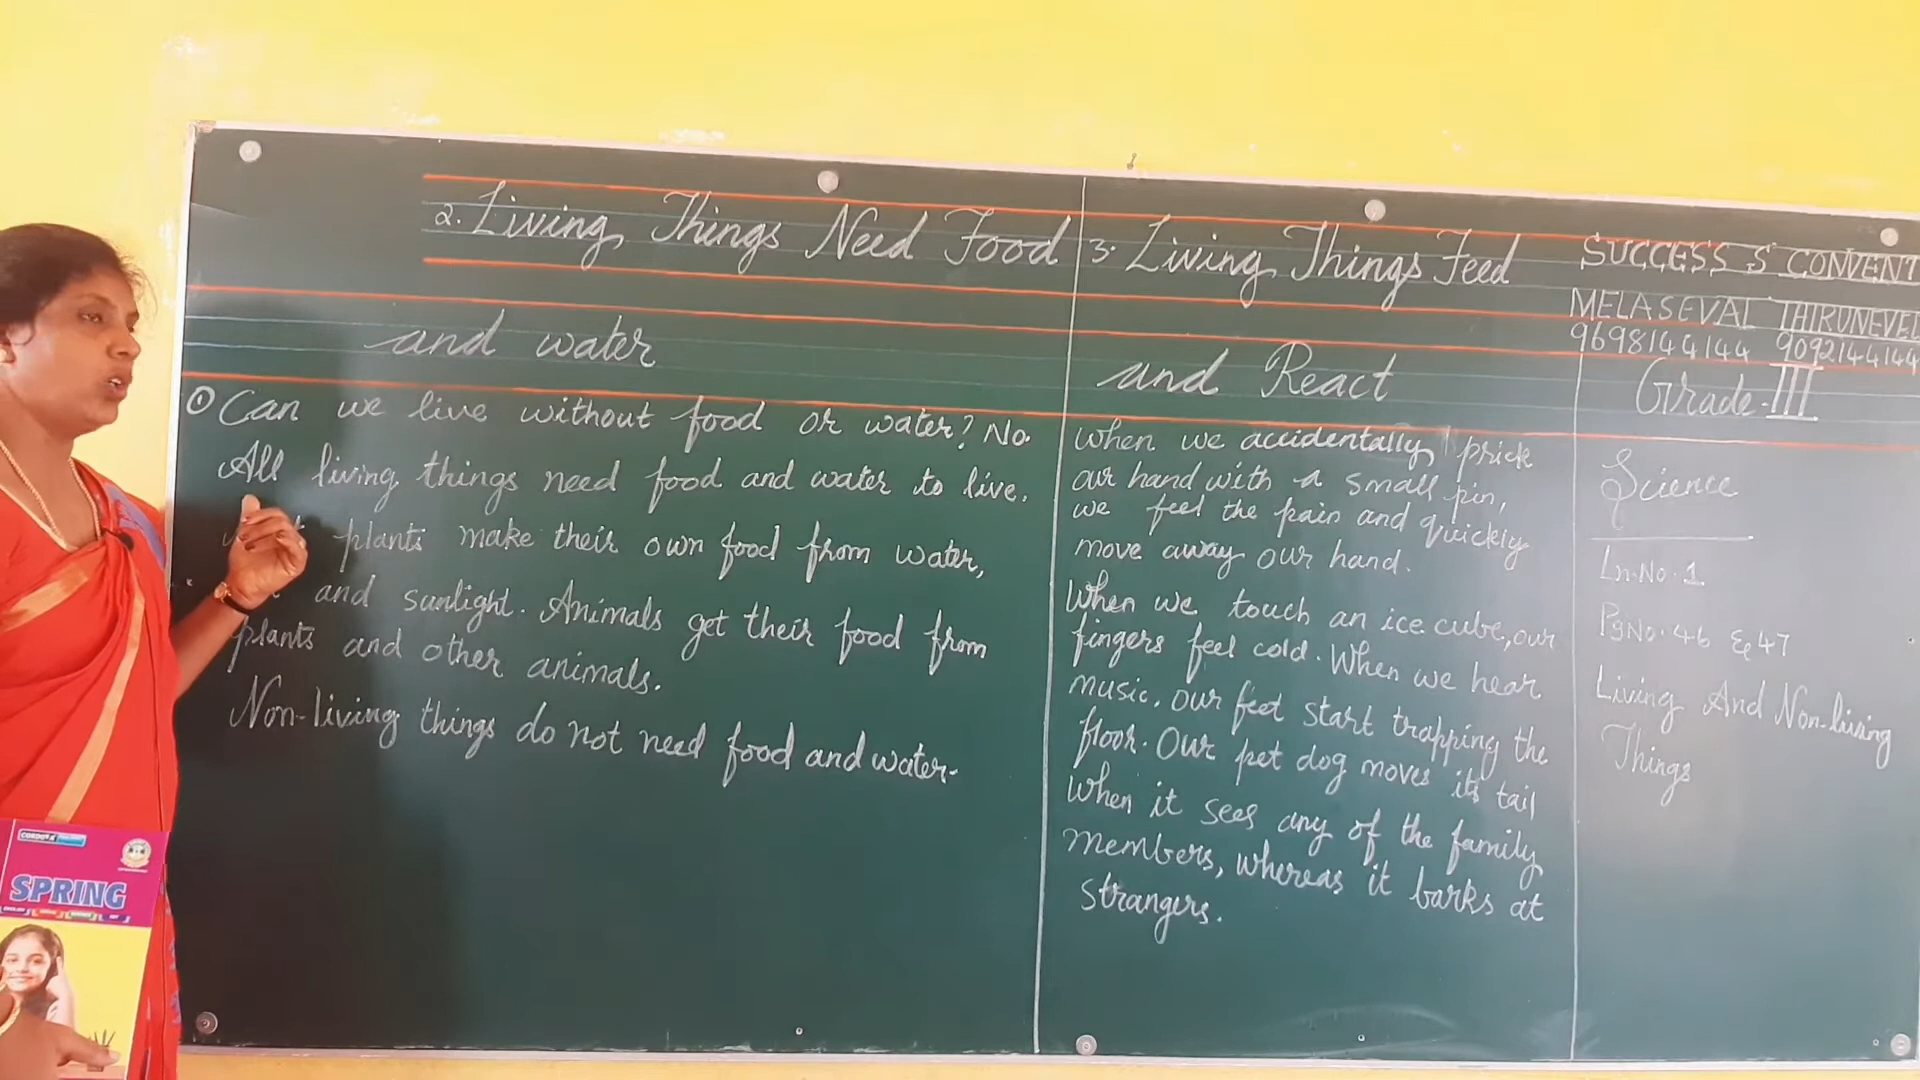 2. Living Things Need Food
and water
① Can we live without food or water? No.
All living things need food and water to live.
plants make their own food from water,
and sunlight. Animals get their food from
plants and other animals.
Non-living things do not need food and water.
3. Living Things Feed
and React
When we accidentally prick
our hand with a small pin,
we feel the pain and quickly
move away our hand.
When we touch an ice cube, our
fingers feel cold. When we hear
music, our feet start trapping the
floor. Our pet dog moves its tail
when it sees any of the family
members, whereas it barks at
strangers.
SUCCESS S CONVENT
MELASEVAL THIRUNEVEL
9698144144 9092144144
Grade-III
Science
Ln.No.1
Pg No. 46 & 47
Living And Non-living
Things
CORDOVA
SPRING